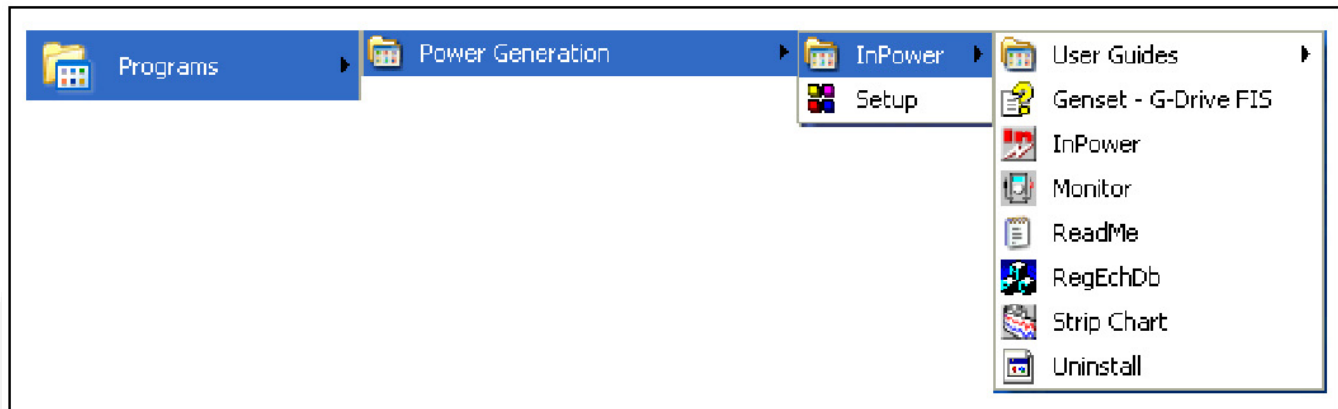 Programs
Power Generation
InPower
Setup
User Guides
Genset - G-Drive FIS
InPower
Monitor
ReadMe
RegEchDb
Strip Chart
Uninstall